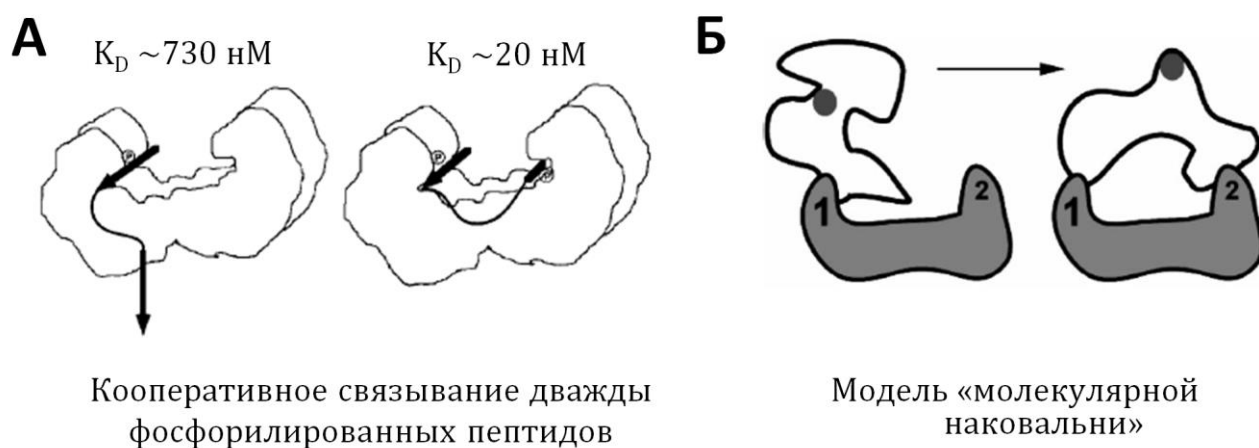 А
K_D ~730 нМ
K_D ~20 нМ
P
P
Кооперативное связывание дважды
фосфорилированных пептидов
Б
1
2
1
2
Модель «молекулярной
наковальни»